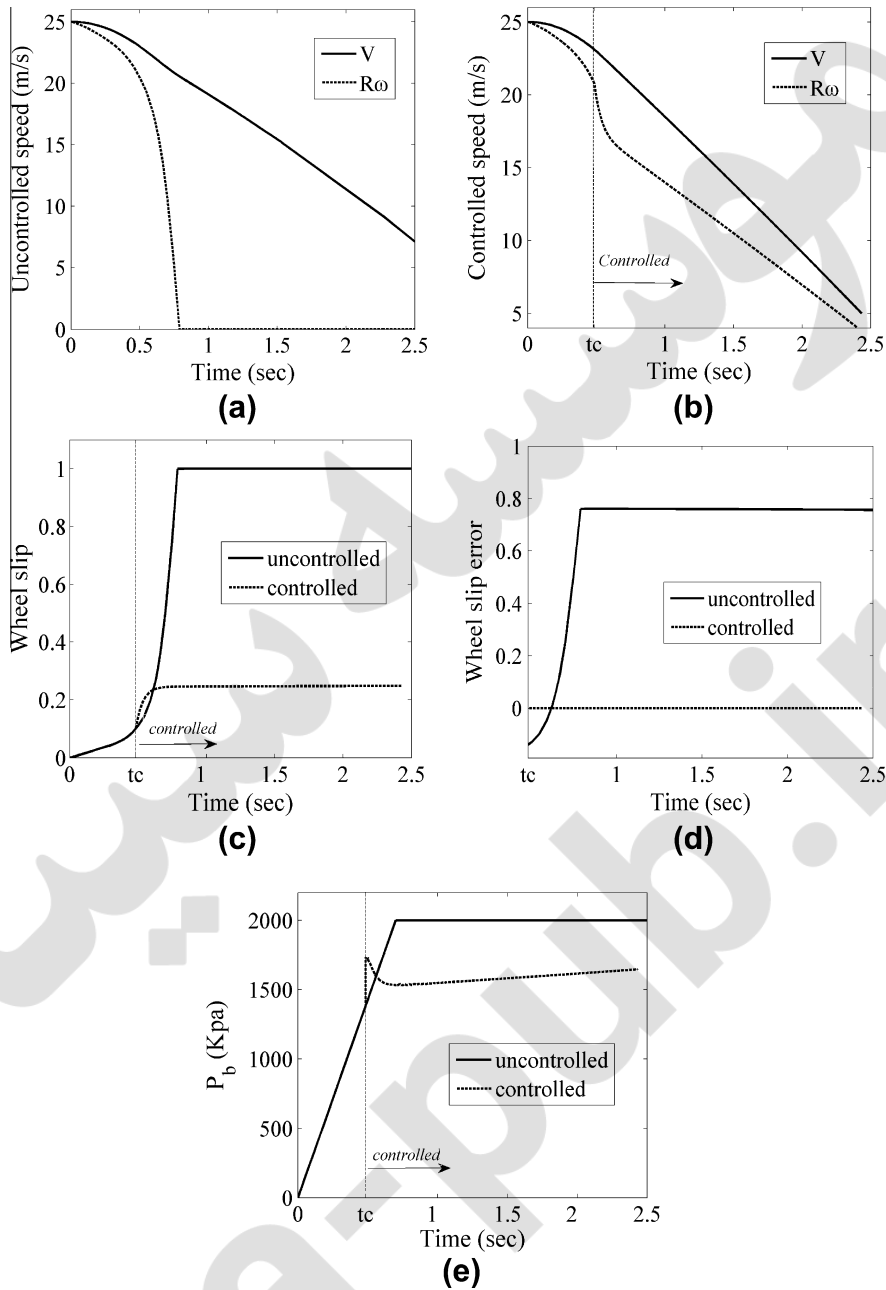 Uncontrolled speed (m/s)
25
20
15
10
5
0
V
Rω
0
0.5
1
1.5
2
2.5
Time (sec)
(a)
Controlled speed (m/s)
25
20
15
10
5
V
Rω
Controlled
0
tc
1
1.5
2
2.5
Time (sec)
(b)
Wheel slip
1
0.8
0.6
0.4
0.2
0
uncontrolled
controlled
controlled
0
tc
1
1.5
2
2.5
Time (sec)
(c)
Wheel slip error
1
0.8
0.6
0.4
0.2
0
uncontrolled
controlled
tc
1
1.5
2
2.5
Time (sec)
(d)
P_b (Kpa)
2000
1500
1000
500
0
uncontrolled
controlled
controlled
0
tc
1
1.5
2
2.5
Time (sec)
(e)
a-pub.ir